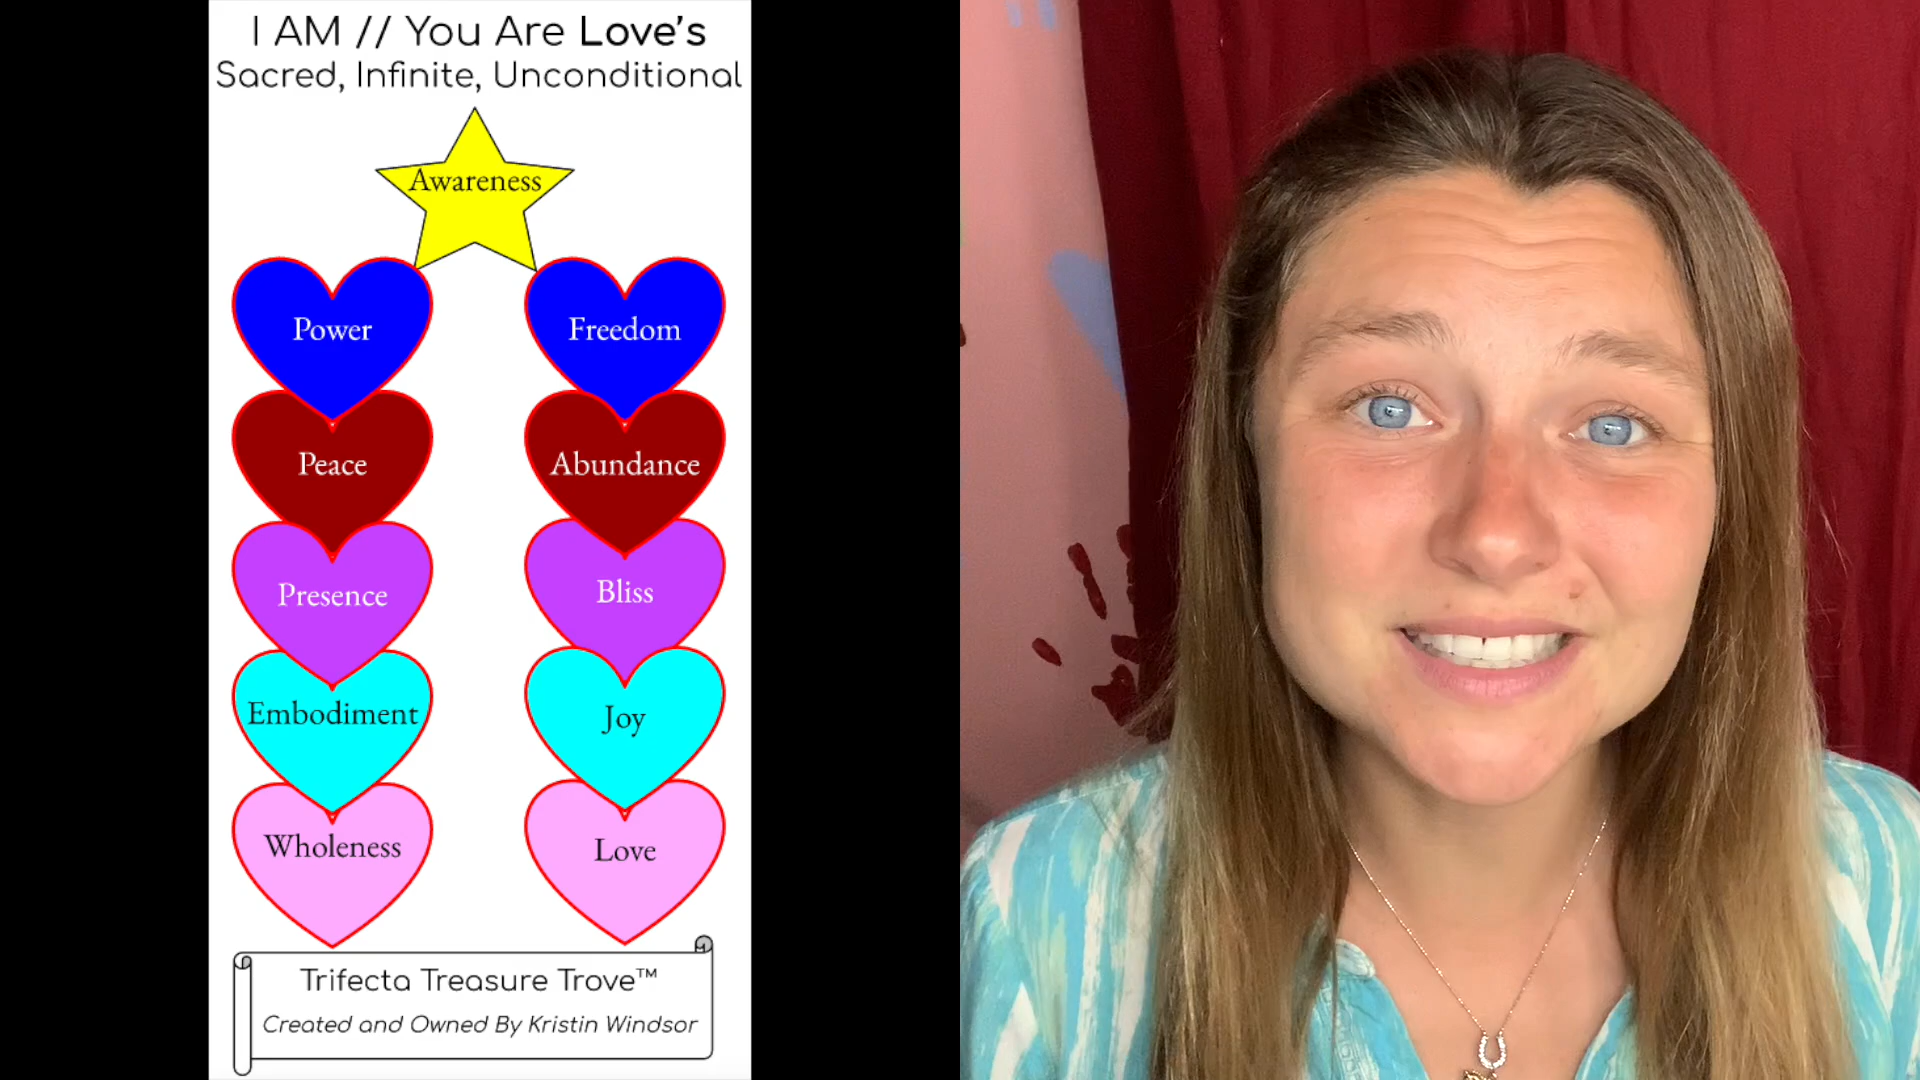 I AM // You Are Love's
Sacred, Infinite, Unconditional
Awareness
Power
Freedom
Peace
Abundance
Presence
Bliss
Embodiment
Joy
Wholeness
Love
Trifecta Treasure Trove™
Created and Owned By Kristin Windsor